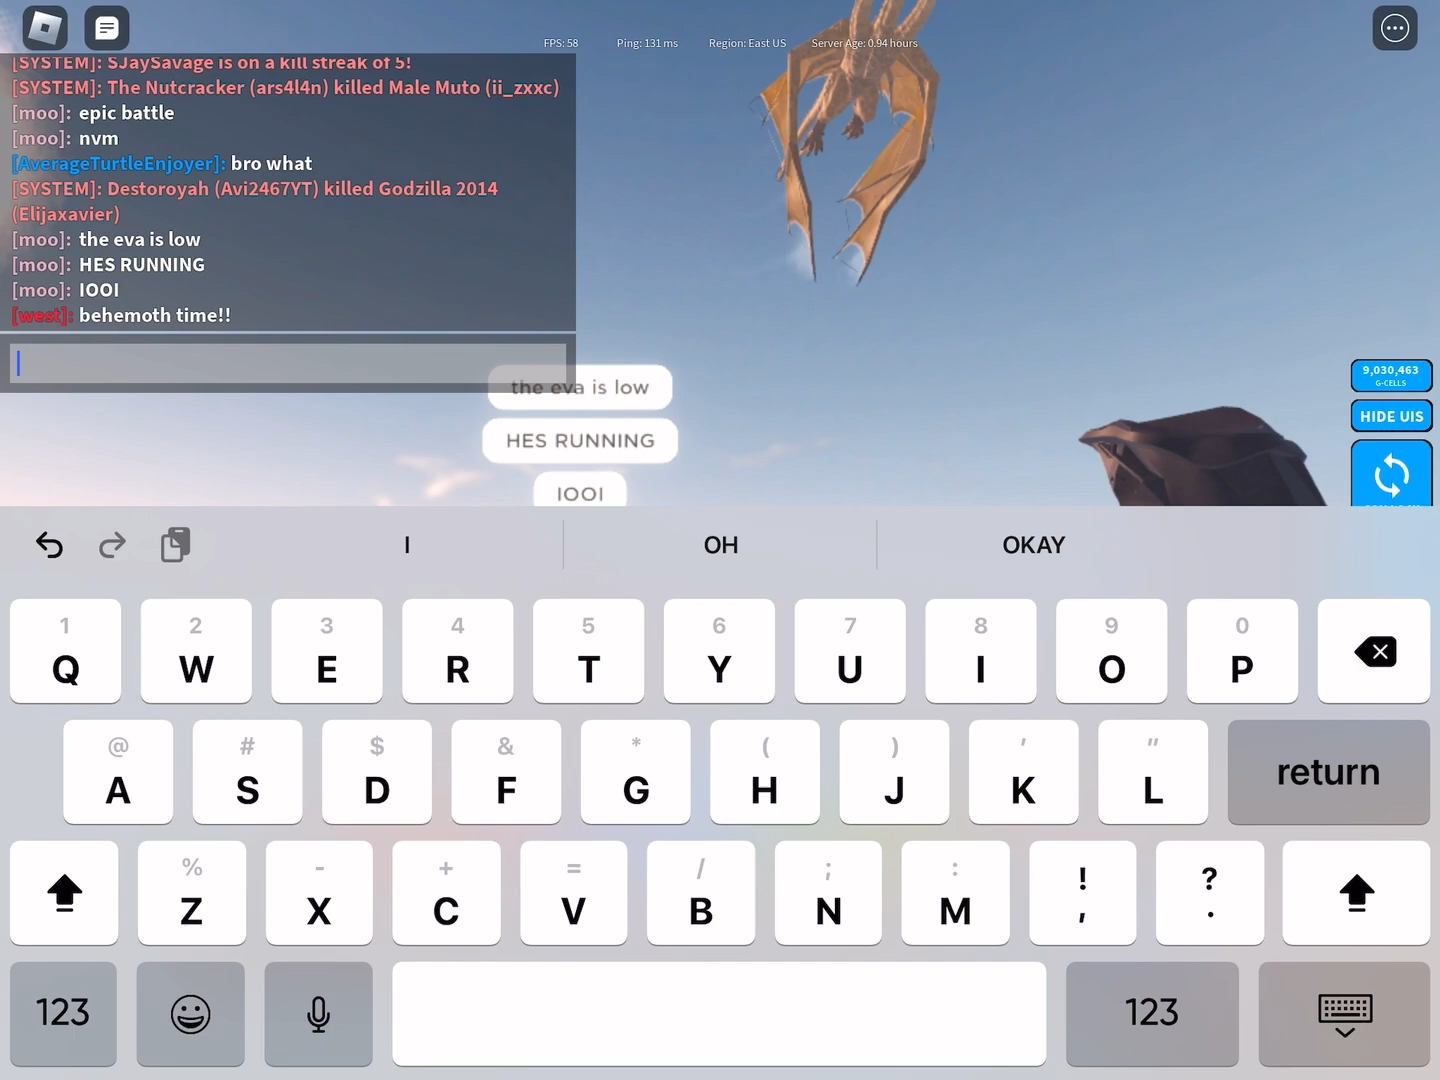 FPS: 58 Ping: 131 ms Region: East US Server Age: 0.94 hours
[SYSTEM]: SJaySavage is on a kill streak of 5!
[SYSTEM]: The Nutcracker (ars4l4n) killed Male Muto (ii_zxxc)
[moo]: epic battle
[moo]: nvm
[AverageTurtleEnjoyer]: bro what
[SYSTEM]: Destoroyah (Avi2467YT) killed Godzilla 2014
(Elijaxavier)
[moo]: the eva is low
[moo]: HES RUNNING
[moo]: IOOI
[west]: behemoth time!!
the eva is low
HES RUNNING
IOOI
9,030,463
G-CELLS
HIDE UIS
I OH OKAY
1 2 3 4 5 6 7 8 9 0
Q W E R T Y U I O P
@ # $ & * ( ) ' "
A S D F G H J K L return
% - + = / ; : ! ?
Z X C V B N M , .
123 123